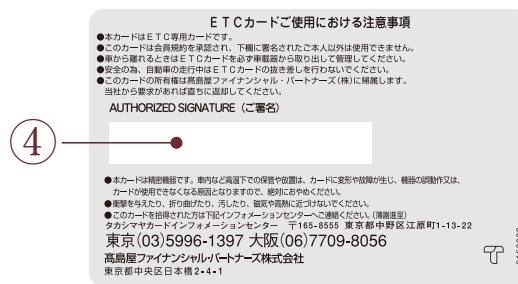 ETCカードご使用における注意事項
●本カードはETC専用カードです。
●このカードは会員規約を承認され、下欄に署名されたご本人以外は使用できません。
●車から離れるときはETCカードを必ず車載器から取り出して管理してください。
●安全の為、自動車の走行中はETCカードの抜き差しを行わないでください。
●このカードの所有権は髙島屋ファイナンシャル・パートナーズ(株)に帰属します。
当社から要求があれば直ちに返却してください。
AUTHORIZED SIGNATURE (ご署名)
④
●本カードは精密機器です。車内など高温下での保管や放置は、カードに変形や故障が生じ、機器の誤動作又は、
カードが使用できなくなる原因となりますので、絶対におやめください。
●衝撃を与えたり、折り曲げたり、汚したり、磁気や高熱に近づけないでください。
●このカードを拾得された方は下記インフォメーションセンターへご連絡ください。(薄謝進呈)
タカシマヤカードインフォメーションセンター 〒165-8555 東京都中野区江原町1-13-22
東京(03)5996-1397 大阪(06)7709-8056
髙島屋ファイナンシャル・パートナーズ株式会社
東京都中央区日本橋2-4-1